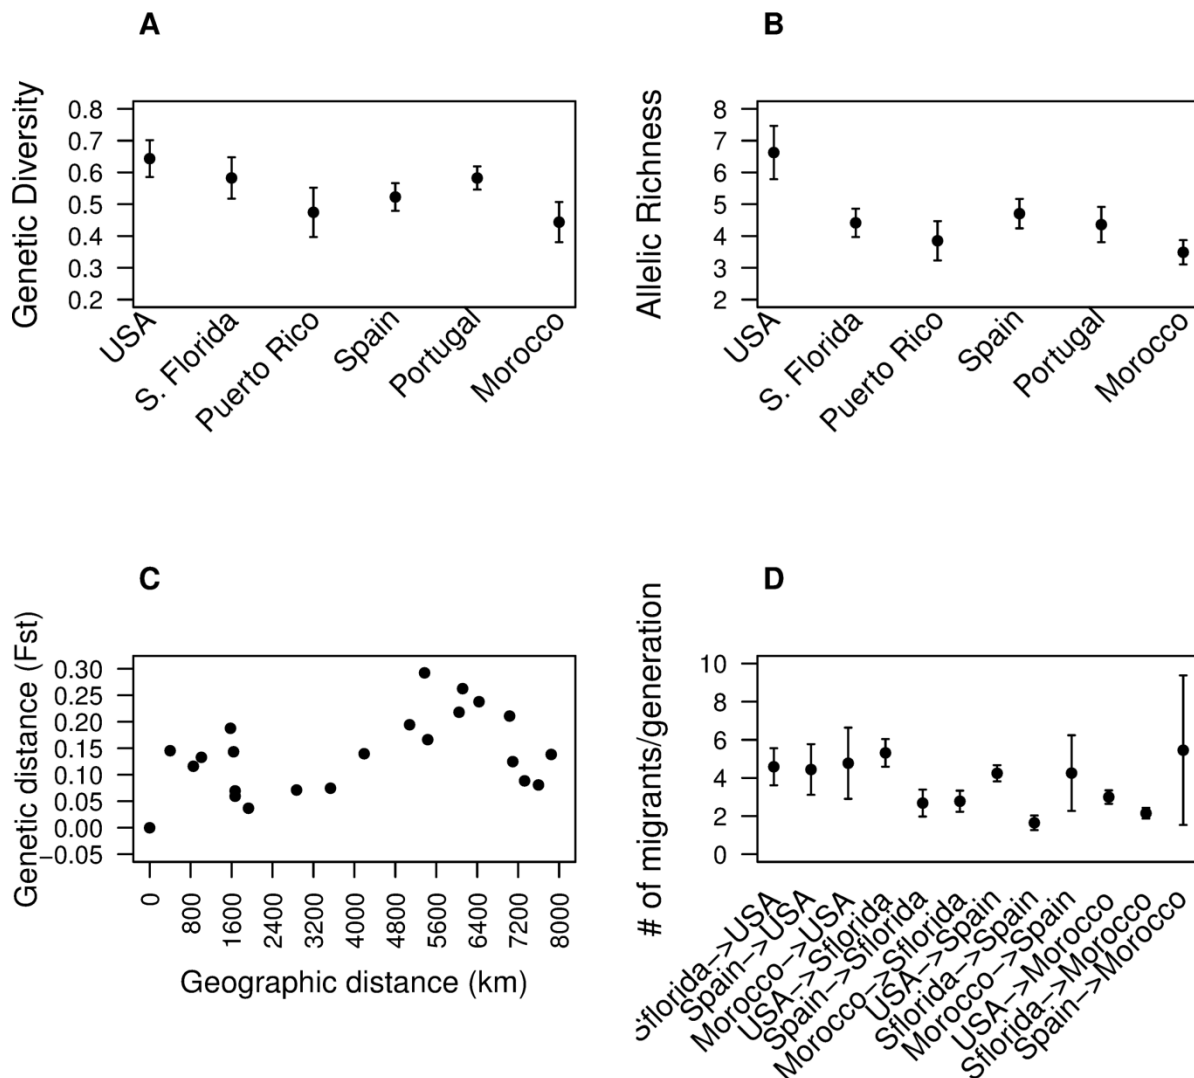 A
Genetic Diversity
0.8
0.7
0.6
0.5
0.4
0.3
0.2
USA
S. Florida
Puerto Rico
Spain
Portugal
Morocco
B
Allelic Richness
8
7
6
5
4
3
2
USA
S. Florida
Puerto Rico
Spain
Portugal
Morocco
C
Genetic distance (Fst)
0.30
0.25
0.20
0.15
0.10
0.05
0.00
−0.05
0
800
1600
2400
3200
4000
4800
5600
6400
7200
8000
Geographic distance (km)
D
# of migrants/generation
10
8
6
4
2
0
Sflorida−>USA
Spain−>USA
Morocco−>USA
USA−>Sflorida
Spain−>Sflorida
Morocco−>Sflorida
USA−>Spain
Sflorida−>Spain
Morocco−>Spain
USA−>Morocco
Sflorida−>Morocco
Spain−>Morocco